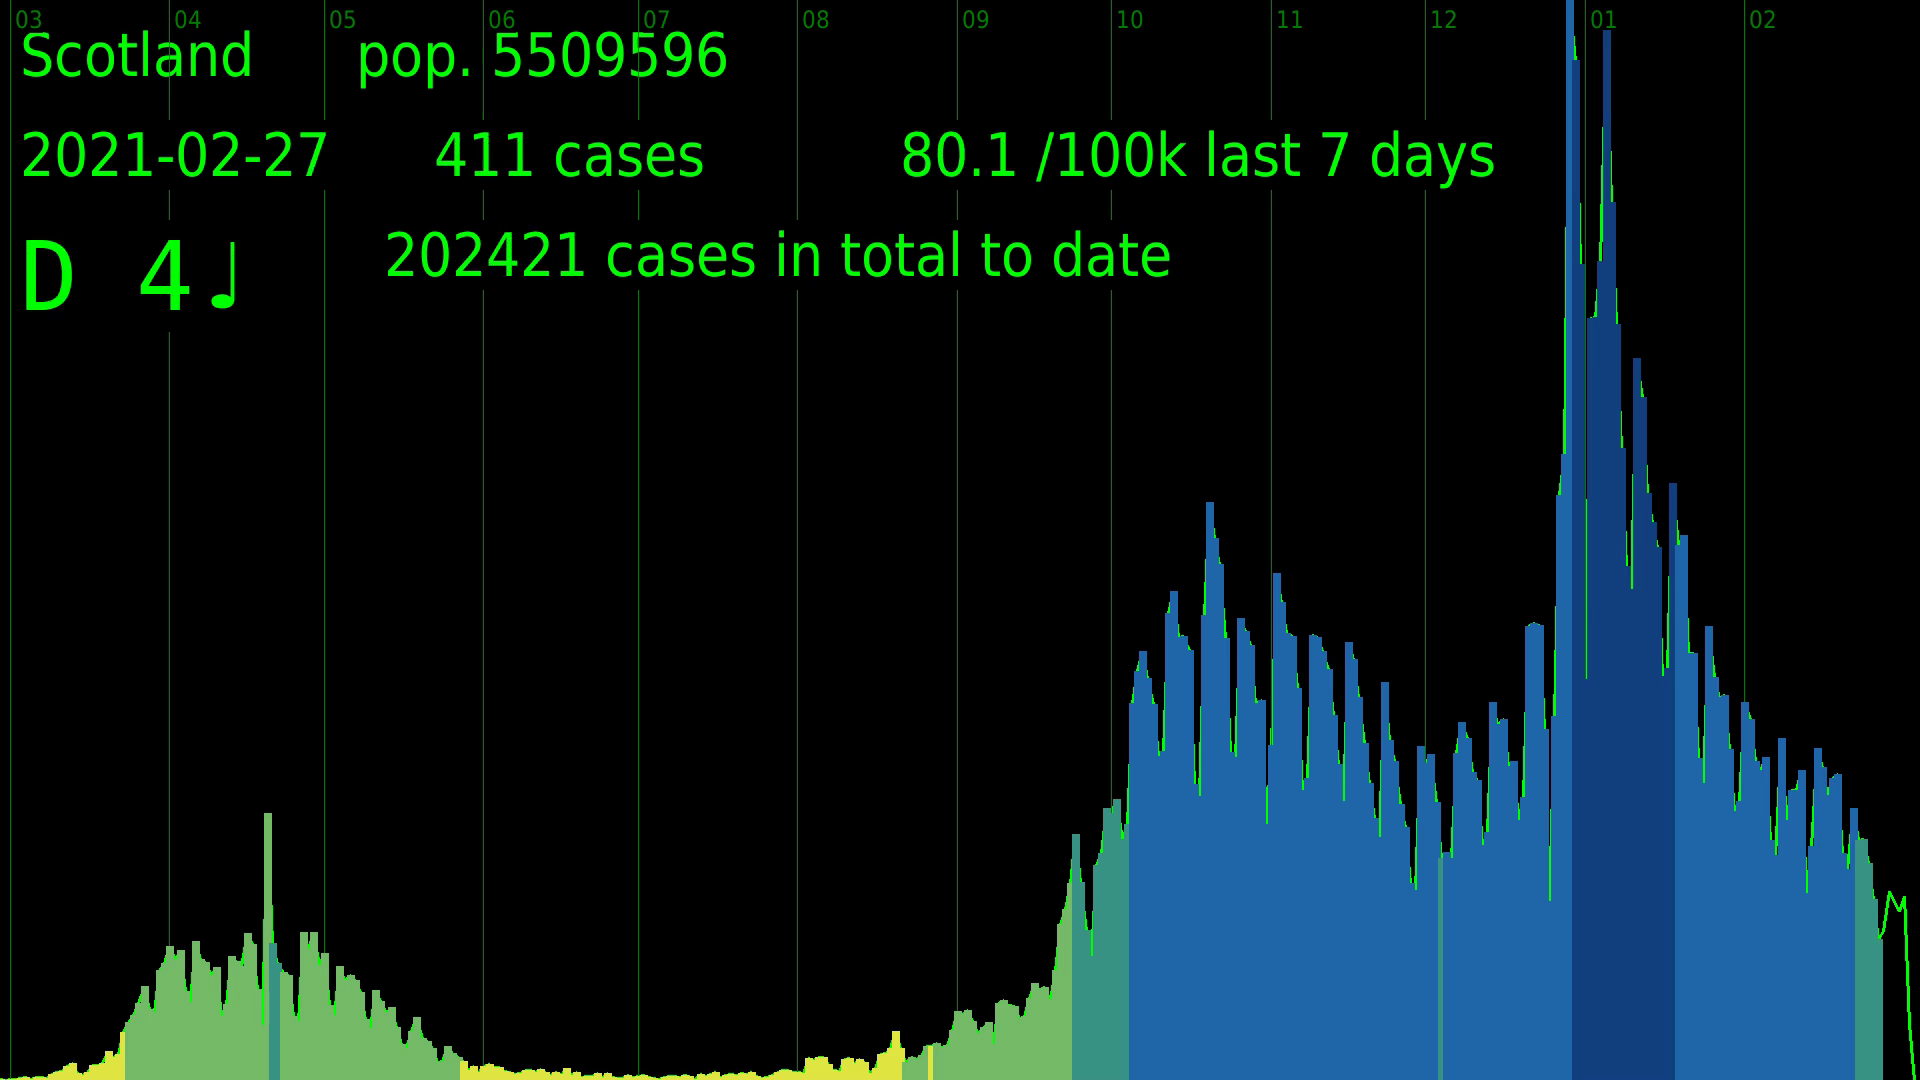 03 04 05 06 07 08 09 10 11 12 01 02
Scotland pop. 5509596
2021-02-27 411 cases 80.1 /100k last 7 days
D 4♩ 202421 cases in total to date